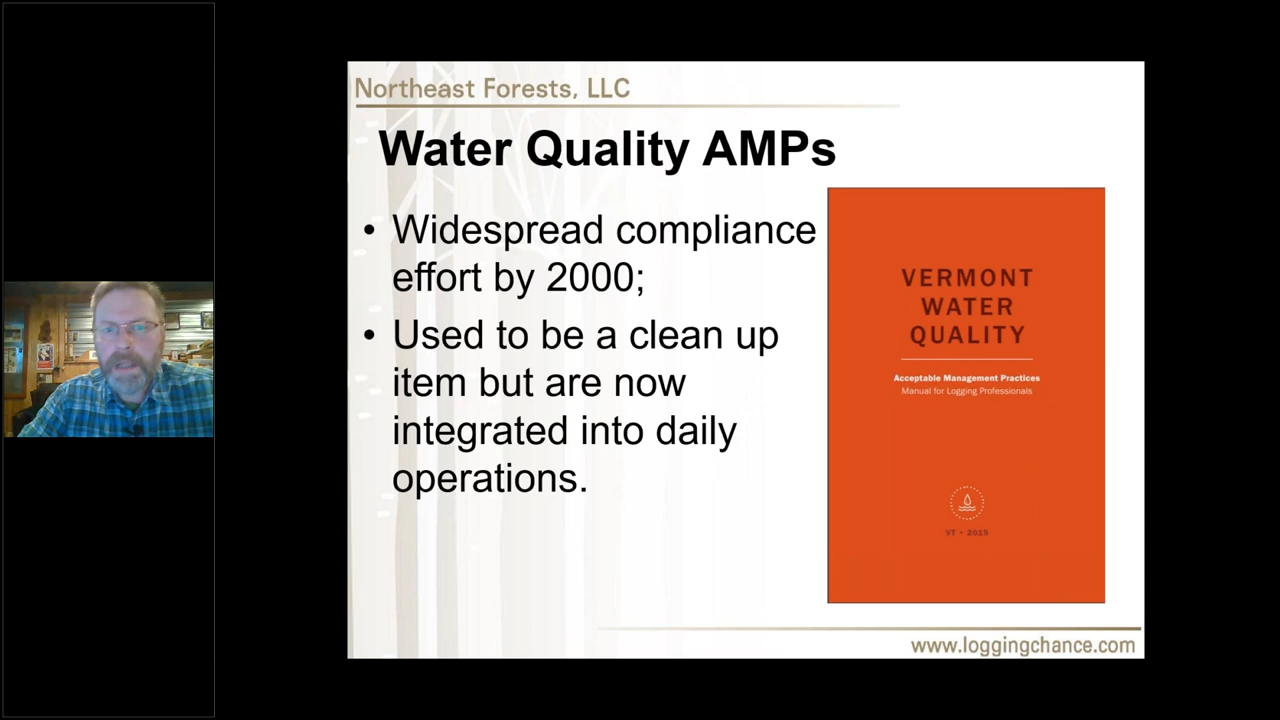 Northeast Forests, LLC
Water Quality AMPs
• Widespread compliance
effort by 2000;
• Used to be a clean up
item but are now
integrated into daily
operations.
VERMONT
WATER
QUALITY
Acceptable Management Practices
Manual for Logging Professionals
VT • 2019
www.loggingchance.com